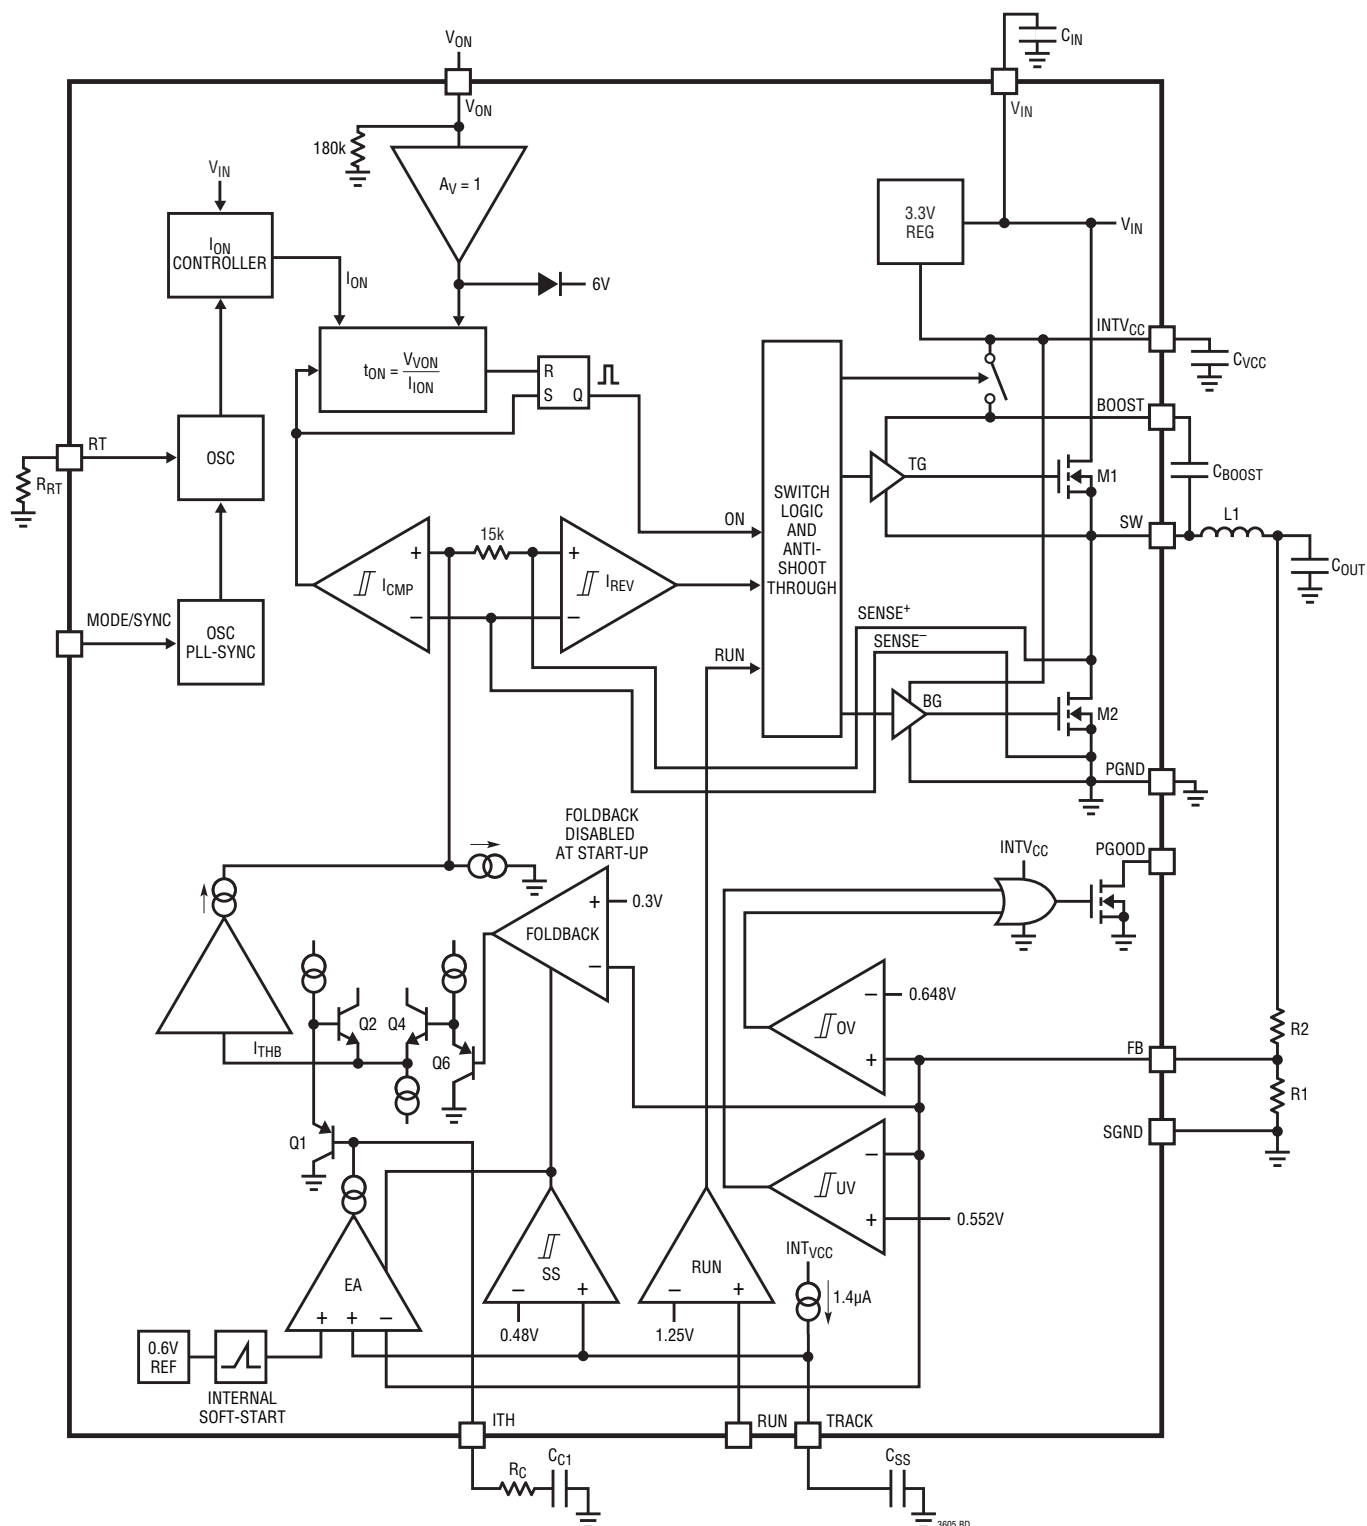 CIN
VON
VON
VIN
180k
AV = 1
VIN
3.3V
REG
VIN
ION
CONTROLLER
ION
6V
INTVCC
CVCC
tON = VVON
IION
R
S Q
BOOST
RT
OSC
TG
M1
CBOOST
RRT
SWITCH
LOGIC
AND
ANTI-
SHOOT
THROUGH
ON
SW
L1
15k
+
+
ICMP
IREV
COUT
–
–
MODE/SYNC
OSC
PLL-SYNC
SENSE+
SENSE–
RUN
BG
M2
PGND
FOLDBACK
DISABLED
AT START-UP
INTVCC
PGOOD
+
0.3V
FOLDBACK
–
–
0.648V
Q2
Q4
OV
R2
ITHB
Q6
+
FB
R1
Q1
SGND
–
UV
+
0.552V
INTVCC
SS
RUN
EA
1.4µA
–
+
–
+
+
+
–
0.48V
1.25V
0.6V
REF
INTERNAL
SOFT-START
ITH
RUN
TRACK
RC
CC1
CSS
3605 BD